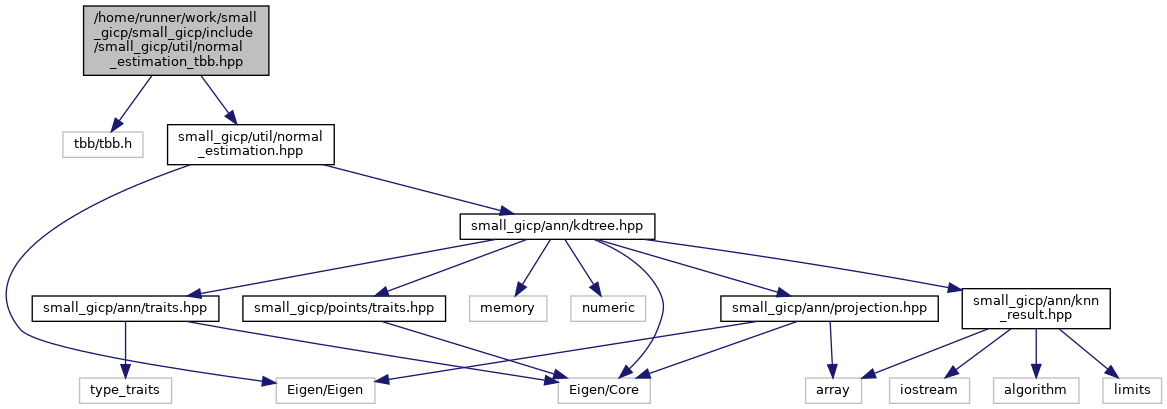 /home/runner/work/small
_gicp/small_gicp/include
/small_gicp/util/normal
_estimation_tbb.hpp
tbb/tbb.h
small_gicp/util/normal
_estimation.hpp
small_gicp/ann/kdtree.hpp
small_gicp/ann/traits.hpp
small_gicp/points/traits.hpp
memory
numeric
small_gicp/ann/projection.hpp
small_gicp/ann/knn
_result.hpp
type_traits
Eigen/Eigen
Eigen/Core
array
iostream
algorithm
limits